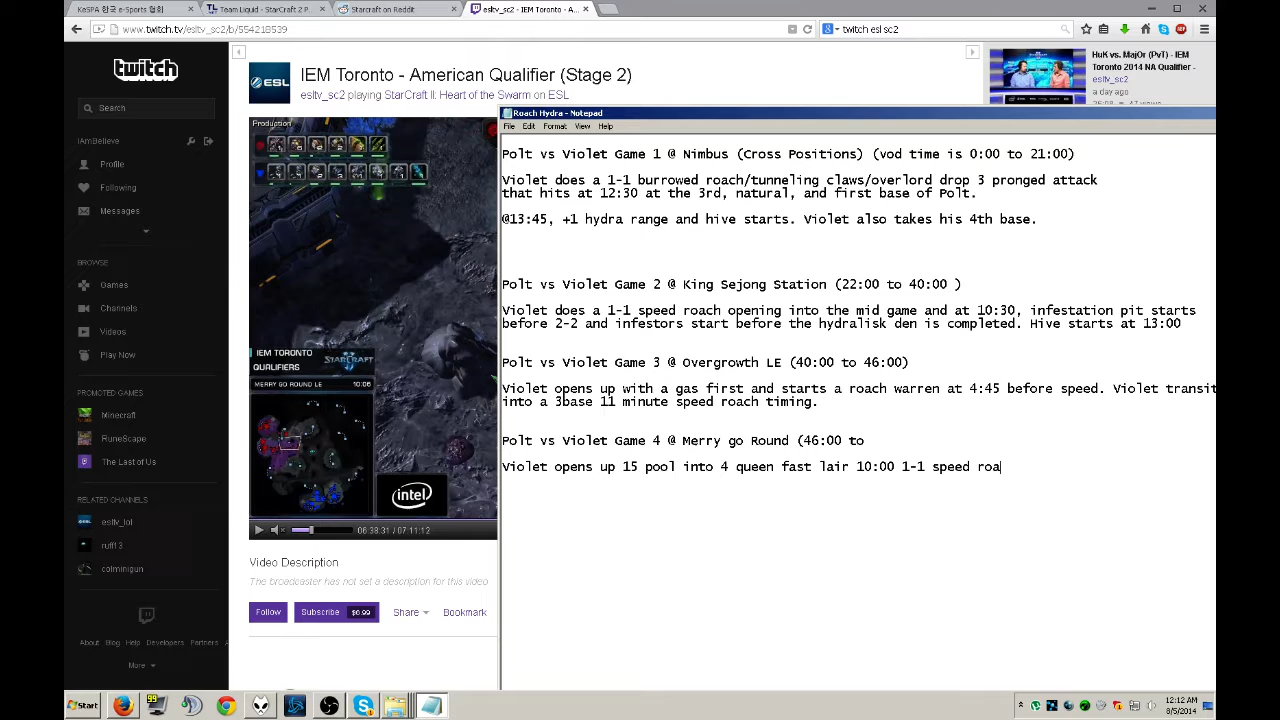 KeSPA 한국 e-Sports 협회
Team Liquid - StarCraft 2 P...
Starcraft on Reddit
esltv_sc2 - IEM Toronto - A...
www.twitch.tv/esltv_sc2/b/554218539
twitch esl sc2
twitch
Search
IAmBelieve
Profile
Following
Messages
BROWSE
Games
Channels
Videos
Play Now
PROMOTED GAMES
Minecraft
RuneScape
The Last of Us
FOLLOWED CHANNELS
esltv_lol
ruff13
colminigun
About Blog Help Developers Partners
More
ESL
IEM Toronto - American Qualifier (Stage 2)
esltv_sc2 playing StarCraft II: Heart of the Swarm on ESL
HuK vs. MajOr (PvT) - IEM
Toronto 2014 NA Qualifier -
esltv_sc2
a day ago
Production
IEM TORONTO
QUALIFIERS
STARCRAFT
MERRY GO ROUND LE 10:06
intel
06:38:31 / 07:11:12
Video Description
The broadcaster has not set a description for this video
Follow
Subscribe $6.99
Share
Bookmark
Roach Hydra - Notepad
File Edit Format View Help
Polt vs Violet Game 1 @ Nimbus (Cross Positions) (vod time is 0:00 to 21:00)
Violet does a 1-1 burrowed roach/tunneling claws/overlord drop 3 pronged attack
that hits at 12:30 at the 3rd, natural, and first base of Polt.
@13:45, +1 hydra range and hive starts. Violet also takes his 4th base.
Polt vs Violet Game 2 @ King Sejong Station (22:00 to 40:00 )
Violet does a 1-1 speed roach opening into the mid game and at 10:30, infestation pit starts
before 2-2 and infestors start before the hydralisk den is completed. Hive starts at 13:00
Polt vs Violet Game 3 @ Overgrowth LE (40:00 to 46:00)
Violet opens up with a gas first and starts a roach warren at 4:45 before speed. Violet transit
into a 3base 11 minute speed roach timing.
Polt vs Violet Game 4 @ Merry go Round (46:00 to
Violet opens up 15 pool into 4 queen fast lair 10:00 1-1 speed roa
Start
99
12:12 AM
8/5/2014